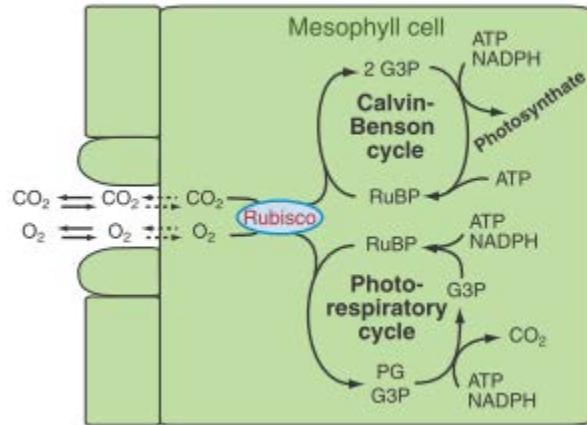 Mesophyll cell
ATP
NADPH
2 G3P
Photosynthate
Calvin-
Benson
cycle
CO2 CO2 CO2
RuBP
ATP
Rubisco
O2 O2 O2
RuBP
ATP
NADPH
Photo-
respiratory
cycle
G3P
CO2
PG
G3P
ATP
NADPH